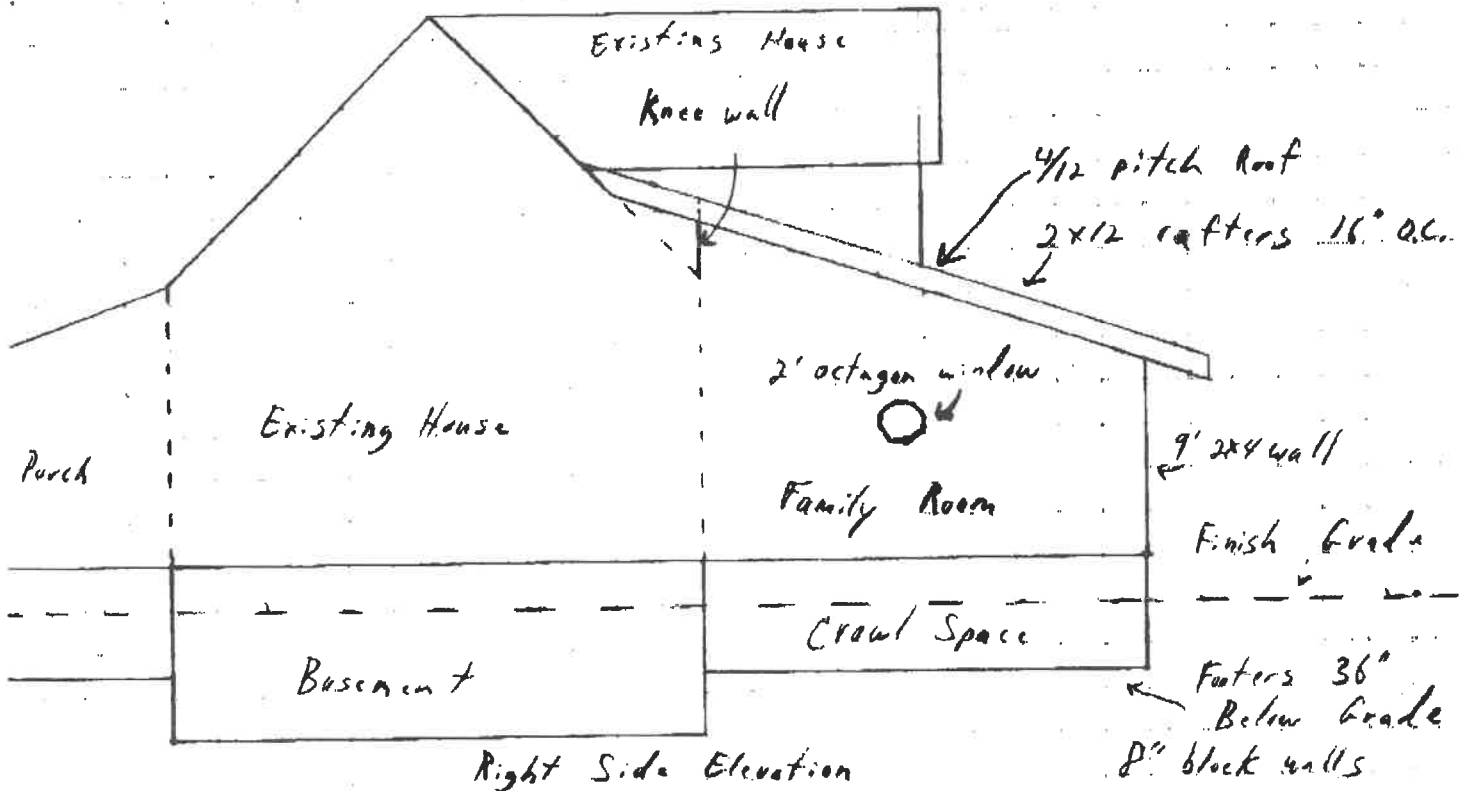 Existing House
Knee wall
4/12 pitch Roof
2x12 rafters 16" O.C.
2' octagon window
Existing House
Porch
9' 2x4 wall
Family Room
Finish Grade
Crawl Space
Basement
Footers 36"
Below Grade
8" block walls
Right Side Elevation